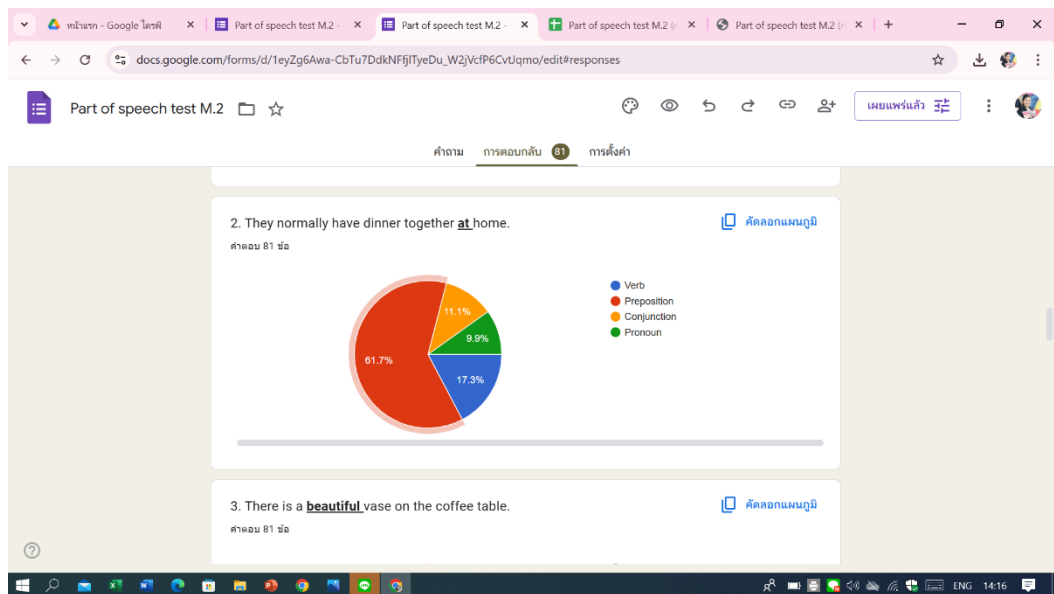 หน้าแรก - Google ไดรฟ์
Part of speech test M.2 -
Part of speech test M.2 -
Part of speech test M.2 (
Part of speech test M.2 (
docs.google.com/forms/d/1eyZg6Awa-CbTu7DdkNFfjlTyeDu_W2jVcfP6CvtJqmo/edit#responses
Part of speech test M.2
เผยแพร่แล้ว
คำถาม การตอบกลับ 81 การตั้งค่า
2. They normally have dinner together at home.
คัดลอกแผนภูมิ
คำตอบ 81 ข้อ
Verb
Preposition
Conjunction
Pronoun
11.1%
9.9%
61.7%
17.3%
3. There is a beautiful vase on the coffee table.
คัดลอกแผนภูมิ
คำตอบ 81 ข้อ
ENG 14:16